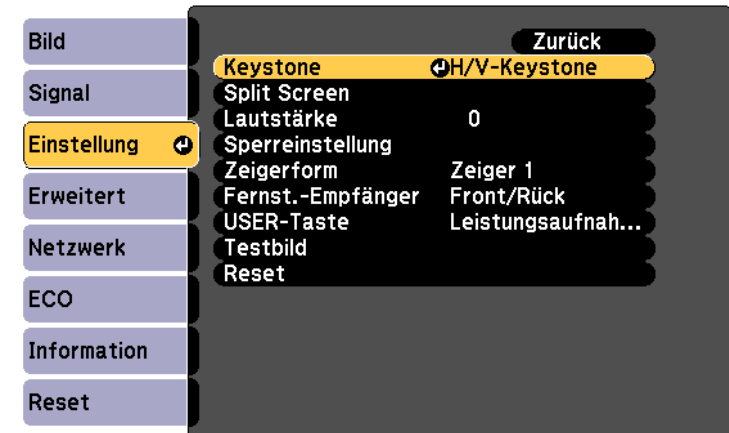 Bild
Signal
Einstellung
Erweitert
Netzwerk
ECO
Information
Reset
Zurück
Keystone H/V-Keystone
Split Screen
Lautstärke 0
Sperreinstellung
Zeigerform Zeiger 1
Fernst.-Empfänger Front/Rück
USER-Taste Leistungsaufnah...
Testbild
Reset